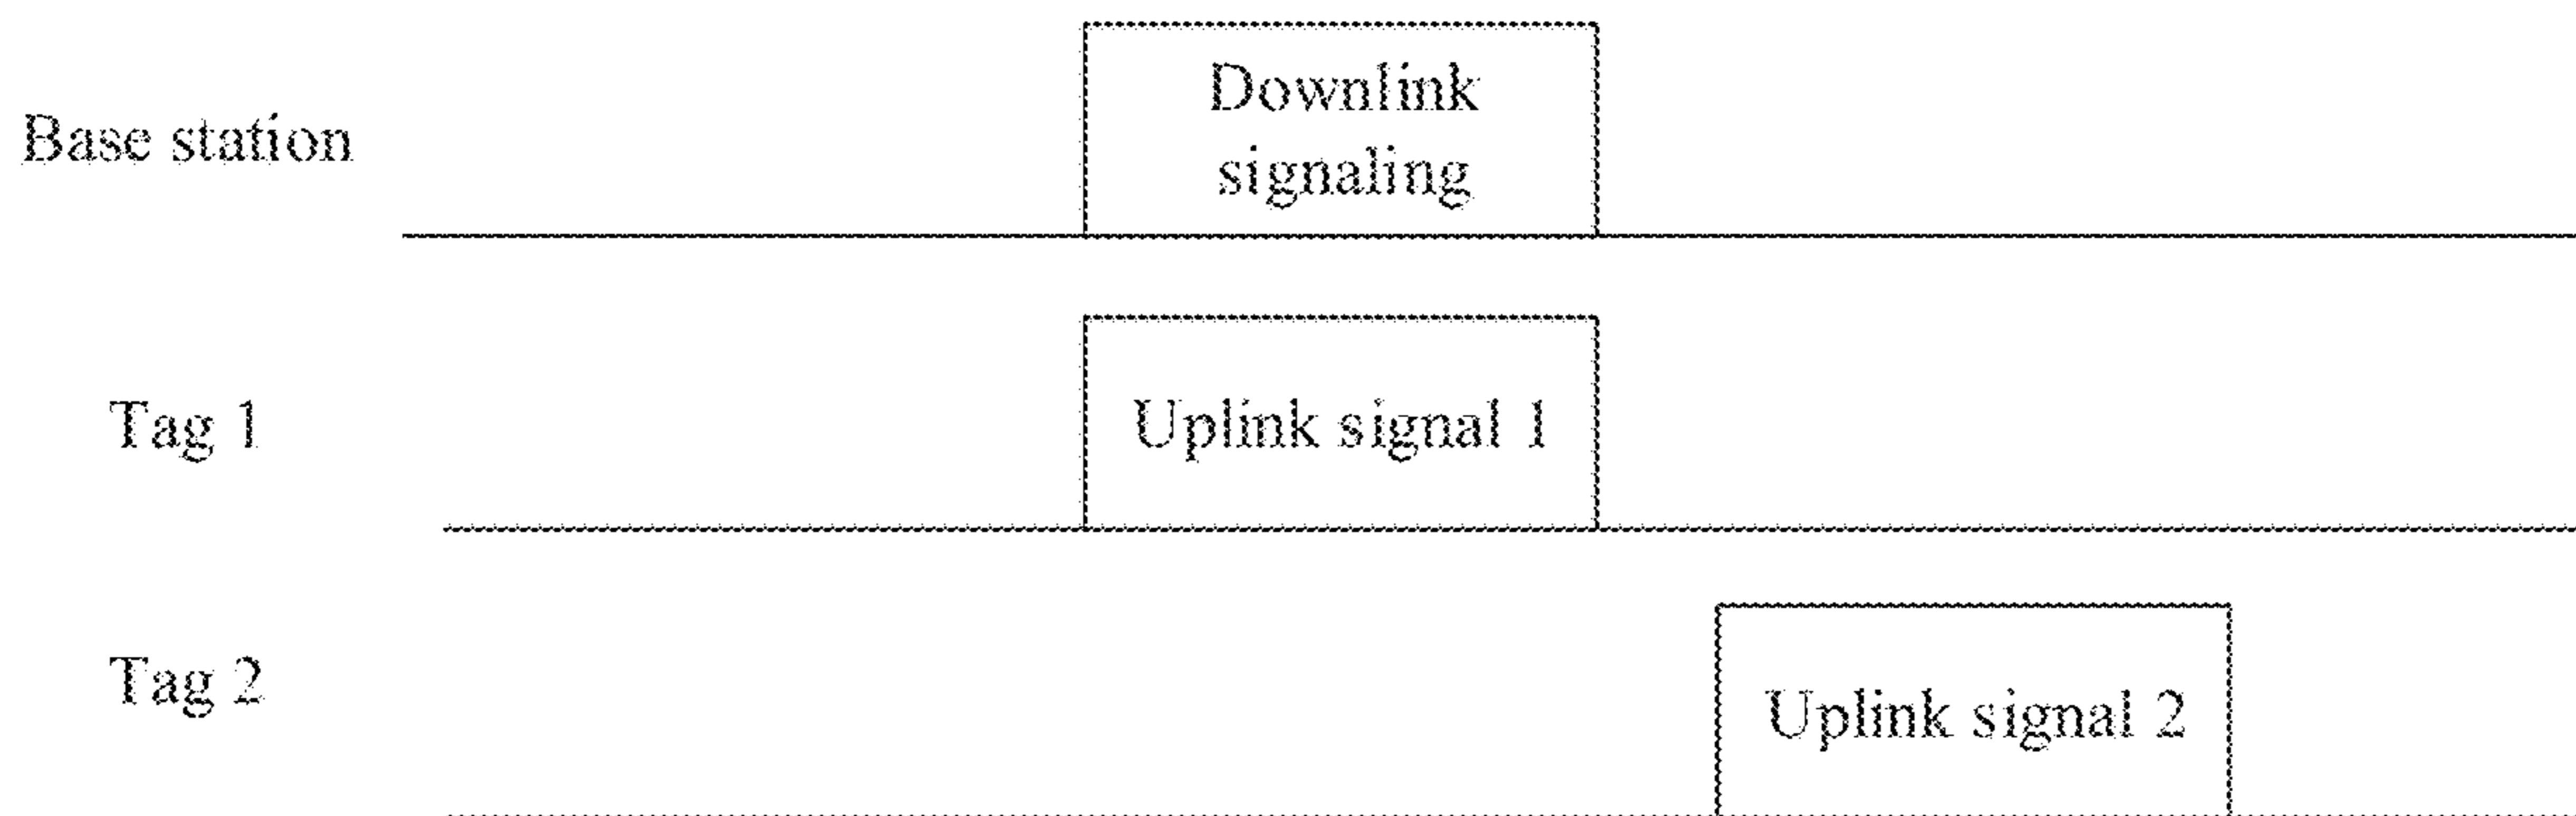 Base station
Downlink
signaling
Tag 1
Uplink signal 1
Tag 2
Uplink signal 2